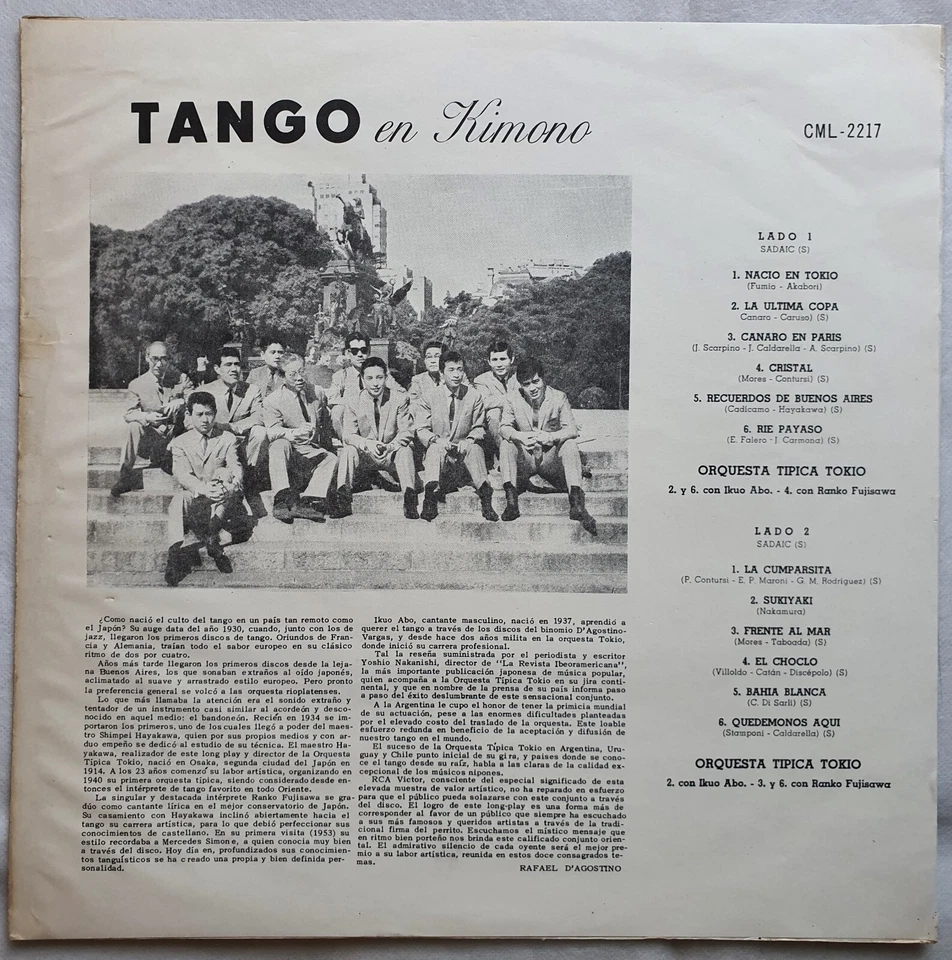 TANGO en Kimono
CML-2217
LADO 1
SADAIC (S)
1. NACIO EN TOKIO
(Fumio - Akabori)
2. LA ULTIMA COPA
Canaro - Caruso) (S)
3. CANARO EN PARIS
(J. Scarpino - J. Caldarella - A. Scarpino) (S)
4. CRISTAL
(Mores - Contursi) (S)
5. RECUERDOS DE BUENOS AIRES
(Cadícamo - Hayakawa) (S)
6. RIE PAYASO
(E. Falero - J. Carmona) (S)
ORQUESTA TIPICA TOKIO
2. y 6. con Ikuo Abo. - 4. con Ranko Fujisawa
LADO 2
SADAIC (S)
1. LA CUMPARSITA
(P. Contursi - E. P. Maroni - G. M. Rodríguez) (S)
2. SUKIYAKI
(Nakamura)
3. FRENTE AL MAR
(Mores - Taboada) (S)
4. EL CHOCLO
(Villoldo - Catán - Discépolo) (S)
5. BAHIA BLANCA
(C. Di Sarli) (S)
6. QUEDEMONOS AQUI
(Stamponi - Caldarella) (S)
ORQUESTA TIPICA TOKIO
2. con Ikuo Abo. - 3. y 6. con Ranko Fujisawa
¿Como nació el culto del tango en un país tan remoto como
el Japón? Su auge data del año 1930, cuando, junto con los de
jazz, llegaron los primeros discos de tango. Oriundos de Fran-
cia y Alemania, traían todo el sabor europeo en su clásico
ritmo de dos por cuatro.
Años más tarde llegaron los primeros discos desde la leja-
na Buenos Aires, los que sonaban extraños al oido japonés,
aclimatado al suave y arrastrado estilo europeo. Pero pronto
la preferencia general se volcó a las orquesta rioplatenses.
Lo que más llamaba la atención era el sonido extraño y
tentador de un instrumento casi similar al acordeón y desco-
nocido en aquel medio: el bandoneón. Recién en 1934 se im-
portaron los primeros, uno de los cuales llegó a poder del maes-
tro Shimpei Hayakawa, quien por sus propios medios y con ar-
duo empeño se dedicó al estudio de su técnica. El maestro Ha-
yakawa, realizador de este long play y director de la Orquesta
Típica Tokio, nació en Osaka, segunda ciudad del Japón en
1914. A los 23 años comenzó su labor artística, organizando en
1940 su primera orquesta típica, siendo considerado desde en-
tonces el intérprete de tango favorito en todo Oriente.
La singular y destacada intérprete Ranko Fujisawa se gra-
dúo como cantante lírica en el mejor conservatorio de Japón.
Su casamiento con Hayakawa inclinó abiertamente hacia el
tango su carrera artística, para lo que debió perfeccionar sus
conocimientos de castellano. En su primera visita (1953) su
estilo recordaba a Mercedes Simone, a quien conocia muy bien
a través del disco. Hoy día en, profundizados sus conocimien-
tos tanguísticos se ha creado una propia y bien definida per-
sonalidad.
Ikuo Abo, cantante masculino, nació en 1937, aprendió a
querer el tango a través de los discos del binomio D'Agostino-
Vargas, y desde hace dos años milita en la orquesta Tokio,
donde inició su carrera profesional.
Tal la reseña suministrada por el periodista y escritor
Yoshio Nakanishi, director de "La Revista Iberoamericana",
la más importante publicación japonesa de música popular,
quien acompaña a la Orquesta Típica Tokio en su jira conti-
nental, y que en nombre de la prensa de su país informa paso
a paso del éxito deslumbrante de este sensacional conjunto.
A la Argentina le cupo el honor de tener la primicia mundial
de su actuación, pese a las enormes dificultades planteadas
por el elevado costo del traslado de la orquesta. Este loable
esfuerzo redunda en beneficio de la aceptación y difusión de
nuestro tango en el mundo.
El suceso de la Orquesta Típica Tokio en Argentina, Uru-
guay y Chile punto inicial de su gira, y paises donde se cono-
ce el tango desde su raíz, habla a las claras de la calidad ex-
cepcional de los músicos nipones.
RCA Víctor, consciente del especial significado de esta
elevada muestra de valor artístico, no ha reparado en esfuerzo
para que el público pueda solazarse con este conjunto a través
del disco. El logro de este long-play es una forma más de
corresponder al favor de un público que siempre ha escuchado
a sus más famosos y queridos artistas a través de la tradi-
cional firma del perrito. Escuchamos el místico mensaje que
en ritmo bien porteño nos brinda este calificado conjunto orien-
tal. El admirativo silencio de cada oyente será el mejor pre-
mio a su labor artística, reunida en estos doce consagrados te-
mas.
RAFAEL D'AGOSTINO